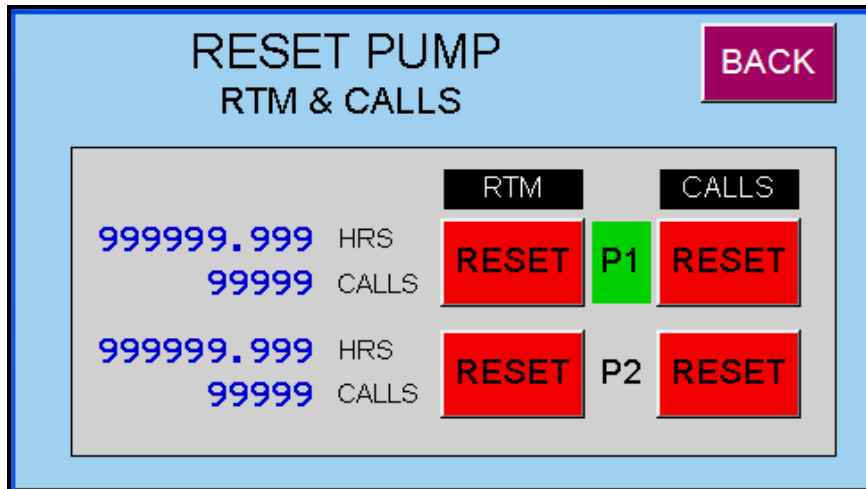 RESET PUMP
BACK
RTM & CALLS
RTM CALLS
999999.999 HRS RESET P1 RESET
99999 CALLS
999999.999 HRS RESET P2 RESET
99999 CALLS